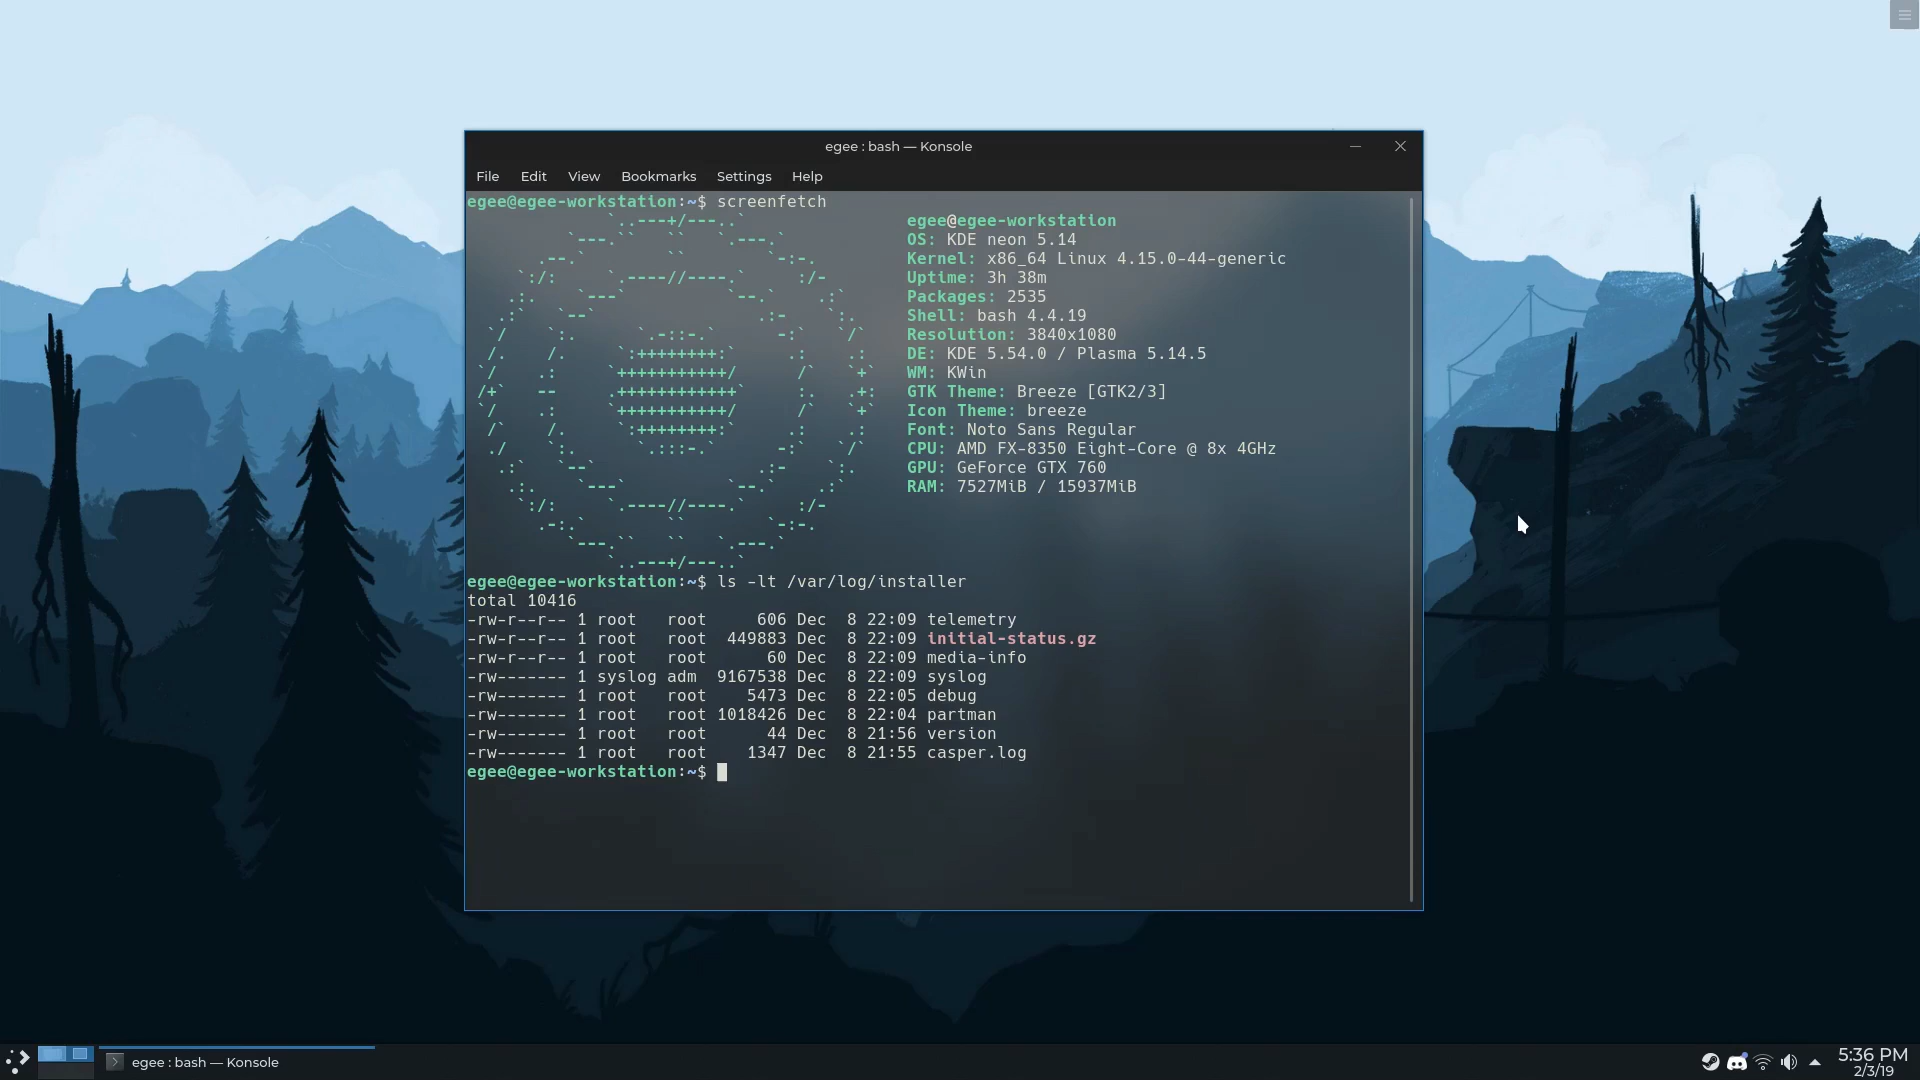 egee : bash — Konsole
File Edit View Bookmarks Settings Help
egee@egee-workstation:~$ screenfetch
`..---+/---..`
`---.``   ``   `.---.`
.--.`        ``        `-:-.
`:/:     `.----//----.`     :/-
.:.    `---`          `--.`    .:`
.:`   `--`                .:-    `:.
`/    `:.      `.-::-.`      -:`   `/`
/.    /.     `:++++++++:`     .:    .:
`/    .:     `+++++++++++/      /`   `+`
/+`   --     .++++++++++++`     :.   .+:
`/    .:     `+++++++++++/      /`   `+`
/`    /.     `:++++++++:`     .:    .:
./    `:.      `.:::-.`      -:`   `/`
.:`   `--`                .:-    `:.
.:.    `---`          `--.`    .:`
`:/:     `.----//----.`     :/-
.-:.`        ``        `-:-.
`---.``   ``   `.---.`
`..---+/---..`
egee@egee-workstation
OS: KDE neon 5.14
Kernel: x86_64 Linux 4.15.0-44-generic
Uptime: 3h 38m
Packages: 2535
Shell: bash 4.4.19
Resolution: 3840x1080
DE: KDE 5.54.0 / Plasma 5.14.5
WM: KWin
GTK Theme: Breeze [GTK2/3]
Icon Theme: breeze
Font: Noto Sans Regular
CPU: AMD FX-8350 Eight-Core @ 8x 4GHz
GPU: GeForce GTX 760
RAM: 7527MiB / 15937MiB
egee@egee-workstation:~$ ls -lt /var/log/installer
total 10416
-rw-r--r-- 1 root   root     606 Dec  8 22:09 telemetry
-rw-r--r-- 1 root   root  449883 Dec  8 22:09 initial-status.gz
-rw-r--r-- 1 root   root      60 Dec  8 22:09 media-info
-rw------- 1 syslog adm  9167538 Dec  8 22:09 syslog
-rw------- 1 root   root    5473 Dec  8 22:05 debug
-rw------- 1 root   root 1018426 Dec  8 22:04 partman
-rw------- 1 root   root      44 Dec  8 21:56 version
-rw------- 1 root   root    1347 Dec  8 21:55 casper.log
egee@egee-workstation:~$
egee : bash — Konsole
5:36 PM
2/3/19